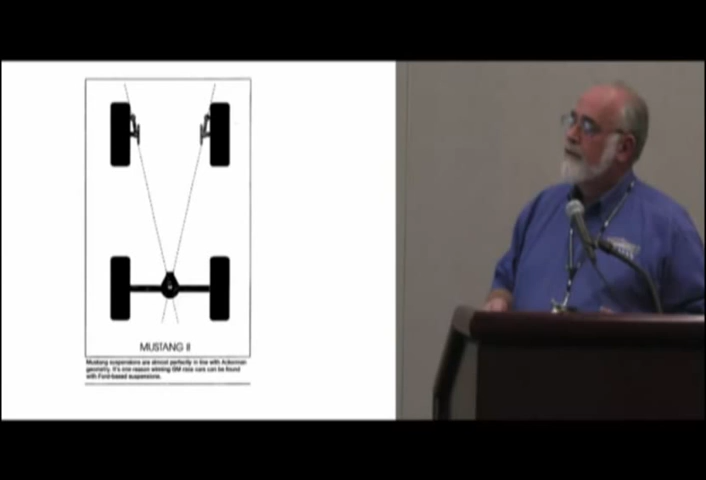 MUSTANG II
Mustang suspensions are almost perfectly in line with Ackerman
geometry. It's one reason winning GM race cars can be found
with Ford-based suspensions.